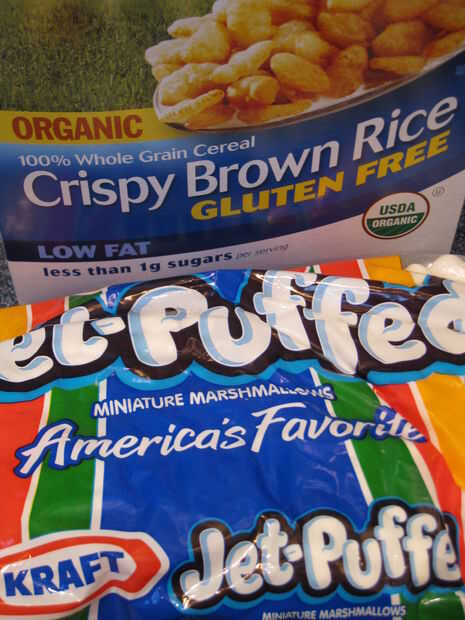 ORGANIC
100% Whole Grain Cereal
Crispy Brown Rice
GLUTEN FREE
USDA
ORGANIC
LOW FAT
less than 1g sugars per serving
et-Puffed
MINIATURE MARSHMALLOWS
America's Favorite
KRAFT
Jet-Puffe
MINIATURE MARSHMALLOWS